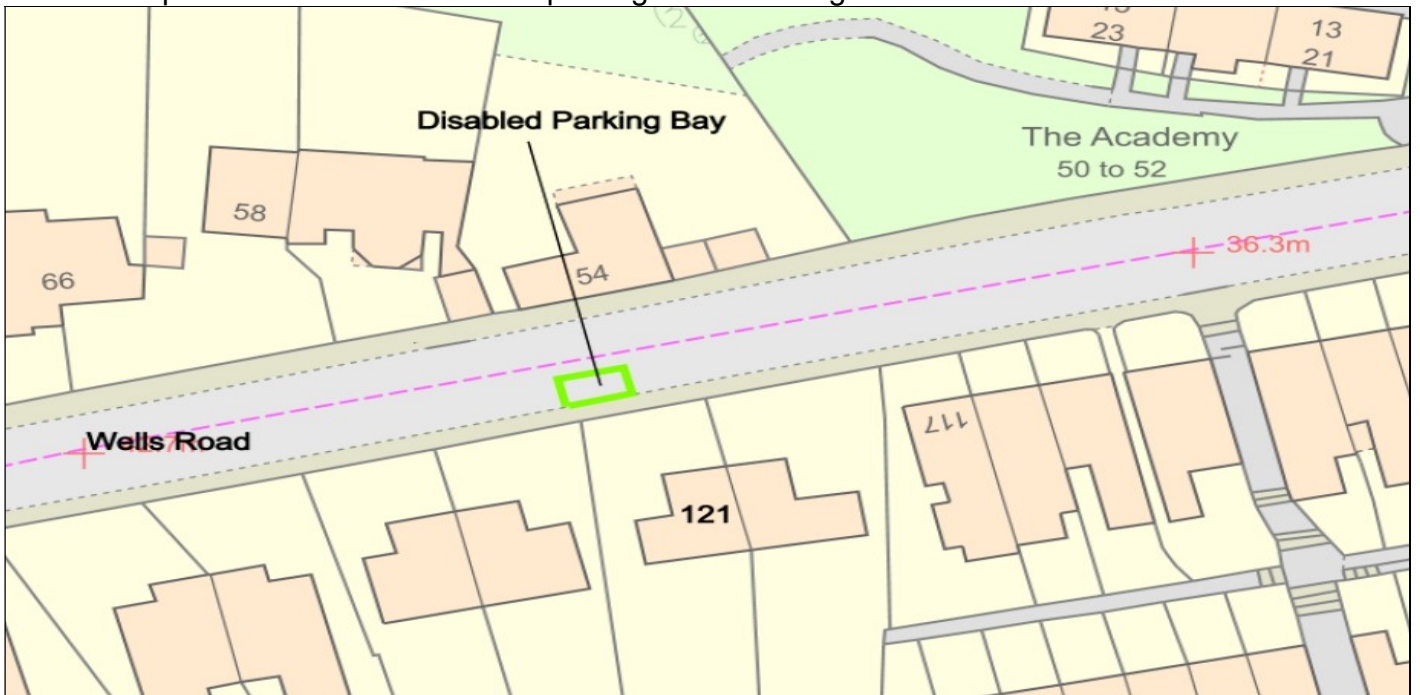 13
23
21
Disabled Parking Bay
The Academy
50 to 52
58
36.3m
66
54
Wells Road
117
121